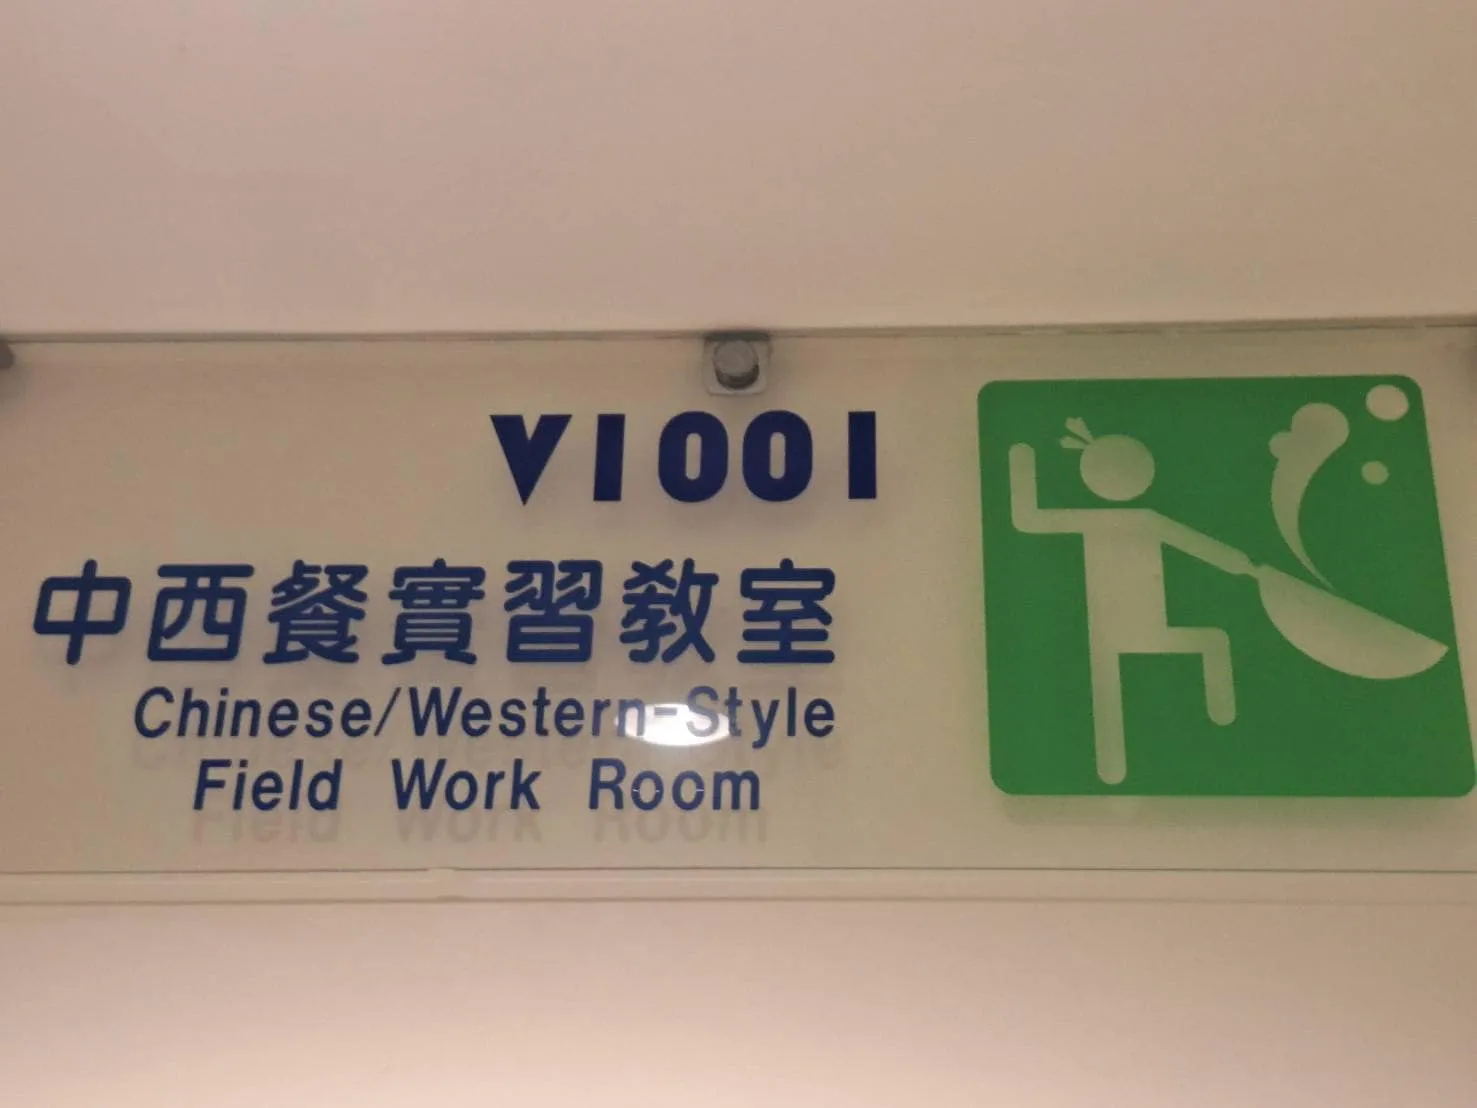 V1001
中西餐實習教室
Chinese/Western-Style
Field Work Room